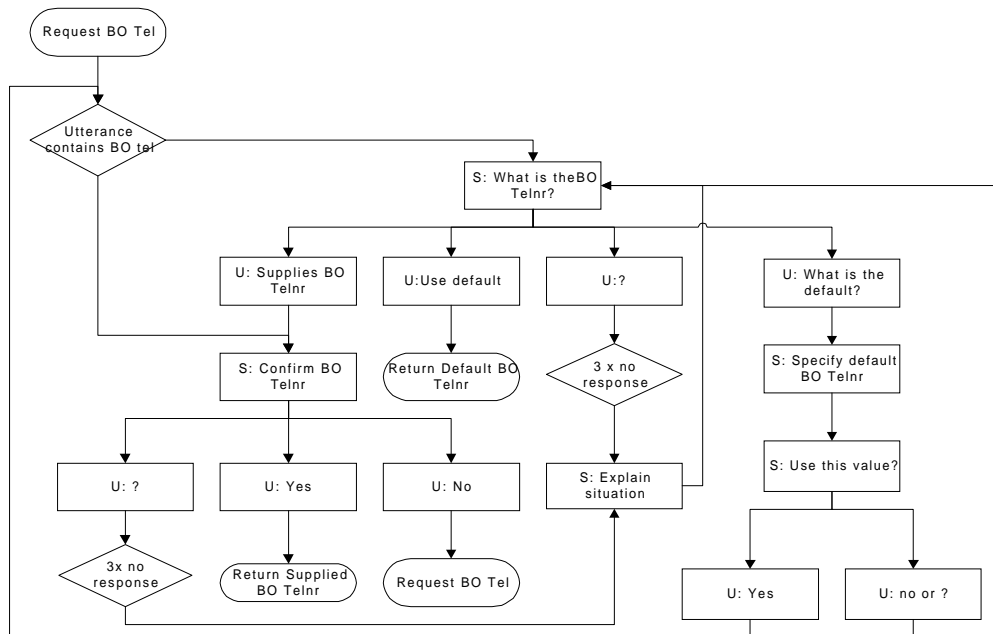 Request BO Tel
Utterance
contains BO tel
S: What is theBO
Telnr?
U: Supplies BO
Telnr
U:Use default
U:?
U: What is the
default?
S: Confirm BO
Telnr
Return Default BO
Telnr
3 x no
response
S: Specify default
BO Telnr
S: Use this value?
U: ?
U: Yes
U: No
S: Explain
situation
3x no
response
Return Supplied
BO Telnr
Request BO Tel
U: Yes
U: no or ?